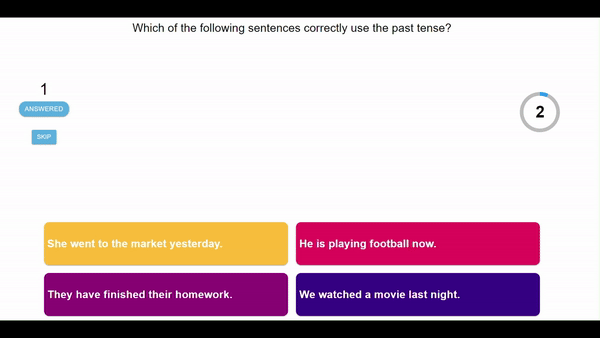 Which of the following sentences correctly use the past tense?
1
ANSWERED
2
SKIP
She went to the market yesterday.
He is playing football now.
They have finished their homework.
We watched a movie last night.